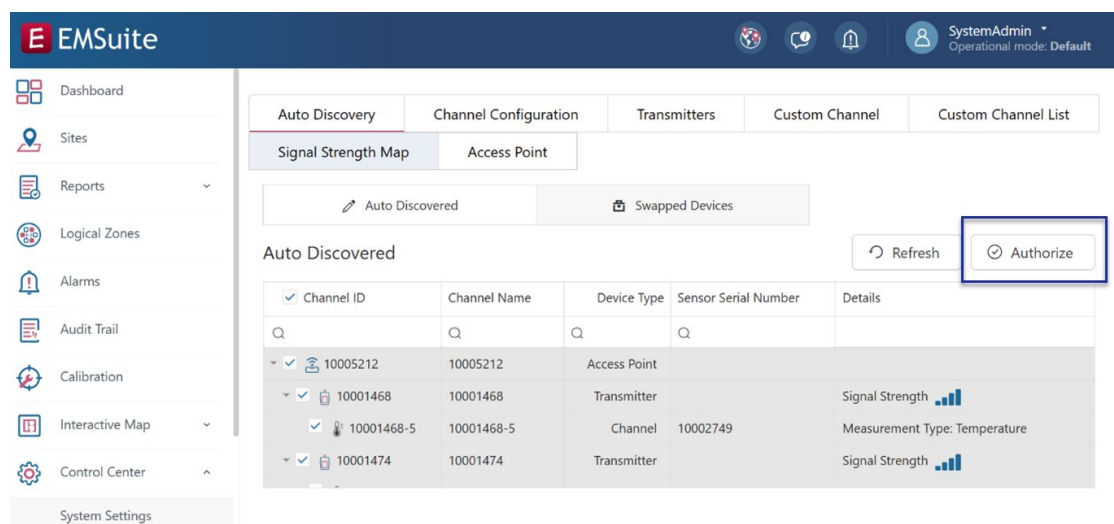 E EMSuite
SystemAdmin
Operational mode: Default
Dashboard
Sites
Reports
Logical Zones
Alarms
Audit Trail
Calibration
Interactive Map
Control Center
System Settings
Auto Discovery Channel Configuration Transmitters Custom Channel Custom Channel List
Signal Strength Map Access Point
Auto Discovered Swapped Devices
Auto Discovered Refresh Authorize
Channel ID Channel Name Device Type Sensor Serial Number Details
10005212 10005212 Access Point
10001468 10001468 Transmitter Signal Strength
10001468-5 10001468-5 Channel 10002749 Measurement Type: Temperature
10001474 10001474 Transmitter Signal Strength